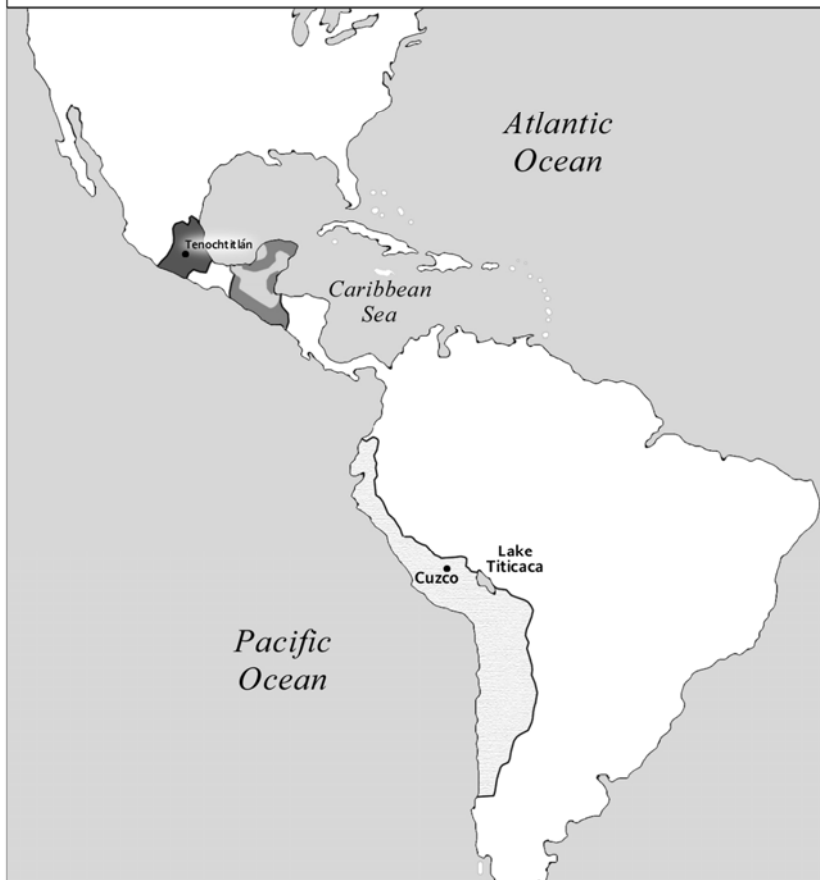 Atlantic
Ocean
Tenochtitlán
Caribbean
Sea
Lake
Titicaca
Cuzco
Pacific
Ocean